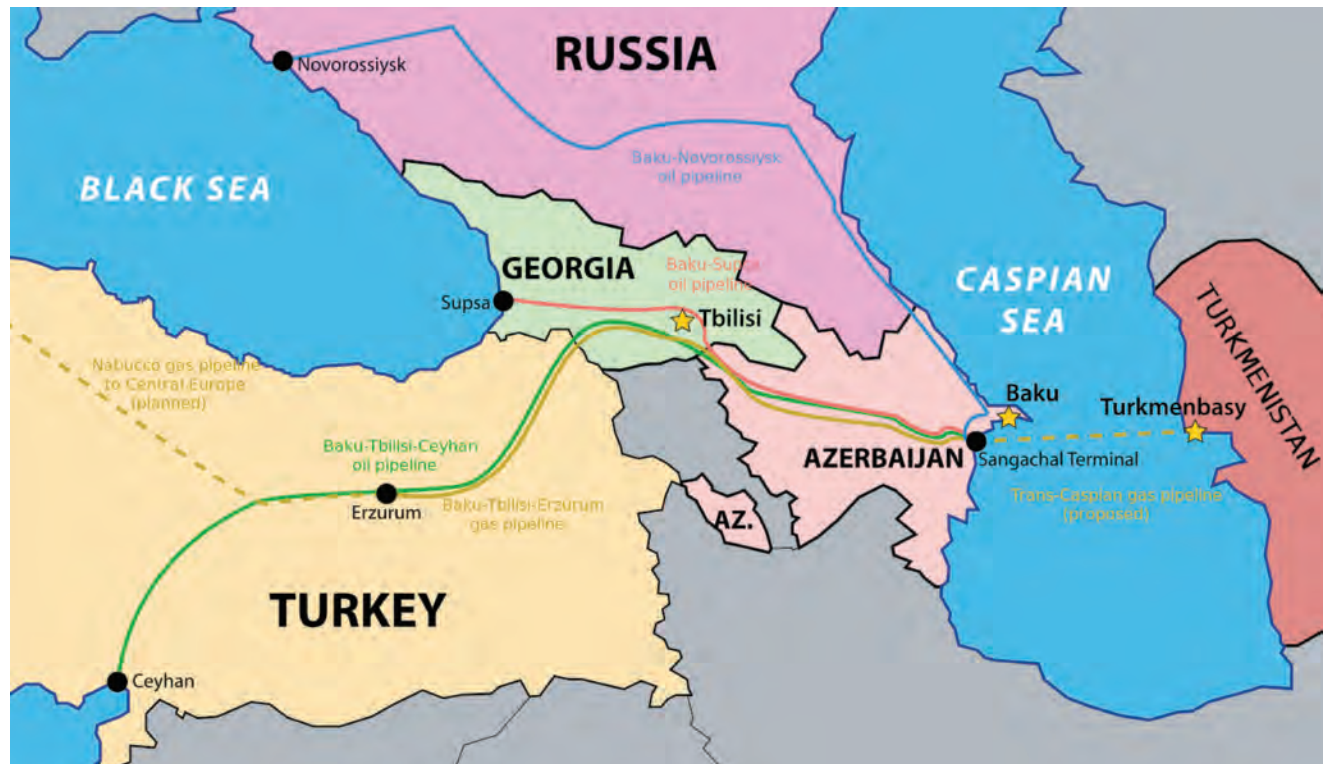 RUSSIA
Novorossiysk
Baku-Novorossiysk
oil pipeline
BLACK SEA
GEORGIA
Baku-Supsa
oil pipeline
Supsa
Tbilisi
CASPIAN
SEA
TURKMENISTAN
Nabucco gas pipeline
to Central Europe
(planned)
Baku
Turkmenbasy
Baku-Tbilisi-Ceyhan
oil pipeline
AZERBAIJAN
Sangachal Terminal
Trans-Caspian gas pipeline
(proposed)
Erzurum
Baku-Tbilisi-Erzurum
gas pipeline
AZ.
TURKEY
Ceyhan